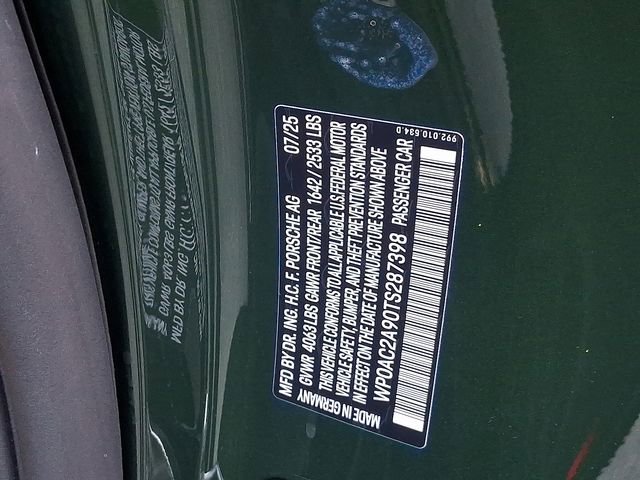 MFD BY DR. ING. H.C. F. PORSCHE AG 07/25
GVWR 4063 LBS GAWR FRONT/REAR 1642 / 2533 LBS
THIS VEHICLE CONFORMS TO ALL APPLICABLE U.S. FEDERAL MOTOR
VEHICLE SAFETY, BUMPER, AND THEFT PREVENTION STANDARDS
IN EFFECT ON THE DATE OF MANUFACTURE SHOWN ABOVE
WP0AC2A90TS287398 PASSENGER CAR
MADE IN GERMANY
992.010.634.D